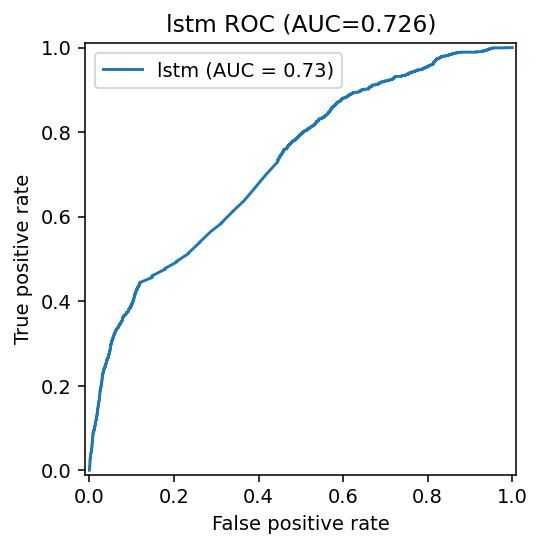 lstm ROC (AUC=0.726)
lstm (AUC = 0.73)
True positive rate
1.0
0.8
0.6
0.4
0.2
0.0
0.0 0.2 0.4 0.6 0.8 1.0
False positive rate